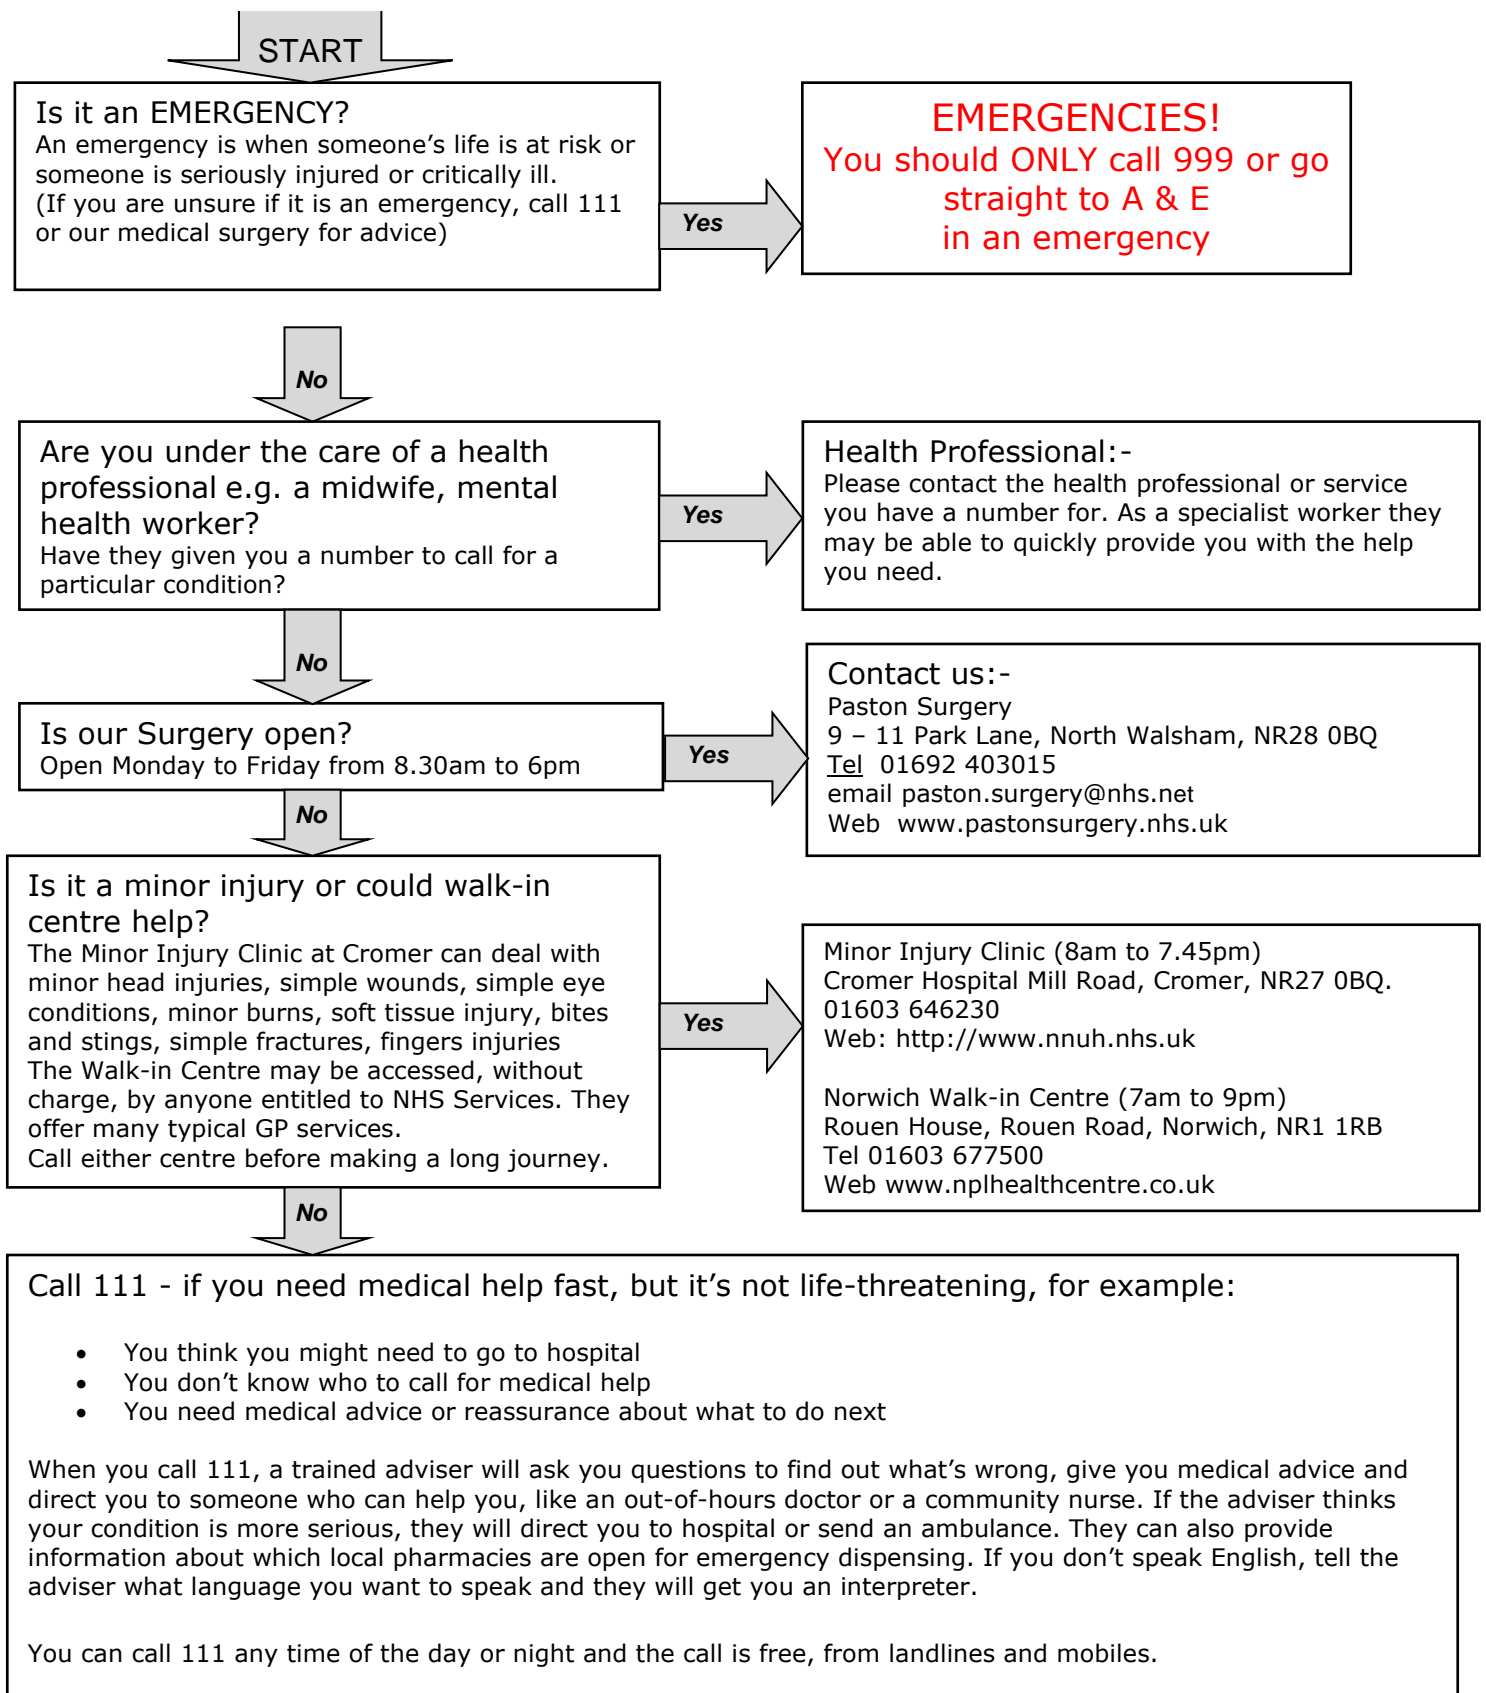 START
Is it an EMERGENCY?
An emergency is when someone’s life is at risk or
someone is seriously injured or critically ill.
(If you are unsure if it is an emergency, call 111
or our medical surgery for advice)
Yes
EMERGENCIES!
You should ONLY call 999 or go
straight to A & E
in an emergency
No
Are you under the care of a health
professional e.g. a midwife, mental
health worker?
Have they given you a number to call for a
particular condition?
Yes
Health Professional:-
Please contact the health professional or service
you have a number for. As a specialist worker they
may be able to quickly provide you with the help
you need.
No
Is our Surgery open?
Open Monday to Friday from 8.30am to 6pm
Yes
Contact us:-
Paston Surgery
9 – 11 Park Lane, North Walsham, NR28 0BQ
Tel  01692 403015
email paston.surgery@nhs.net
Web  www.pastonsurgery.nhs.uk
No
Is it a minor injury or could walk-in
centre help?
The Minor Injury Clinic at Cromer can deal with
minor head injuries, simple wounds, simple eye
conditions, minor burns, soft tissue injury, bites
and stings, simple fractures, fingers injuries
The Walk-in Centre may be accessed, without
charge, by anyone entitled to NHS Services. They
offer many typical GP services.
Call either centre before making a long journey.
Yes
Minor Injury Clinic (8am to 7.45pm)
Cromer Hospital Mill Road, Cromer, NR27 0BQ.
01603 646230
Web: http://www.nnuh.nhs.uk
Norwich Walk-in Centre (7am to 9pm)
Rouen House, Rouen Road, Norwich, NR1 1RB
Tel 01603 677500
Web www.nplhealthcentre.co.uk
No
Call 111 - if you need medical help fast, but it’s not life-threatening, for example:
• You think you might need to go to hospital
• You don’t know who to call for medical help
• You need medical advice or reassurance about what to do next
When you call 111, a trained adviser will ask you questions to find out what’s wrong, give you medical advice and
direct you to someone who can help you, like an out-of-hours doctor or a community nurse. If the adviser thinks
your condition is more serious, they will direct you to hospital or send an ambulance. They can also provide
information about which local pharmacies are open for emergency dispensing. If you don’t speak English, tell the
adviser what language you want to speak and they will get you an interpreter.
You can call 111 any time of the day or night and the call is free, from landlines and mobiles.